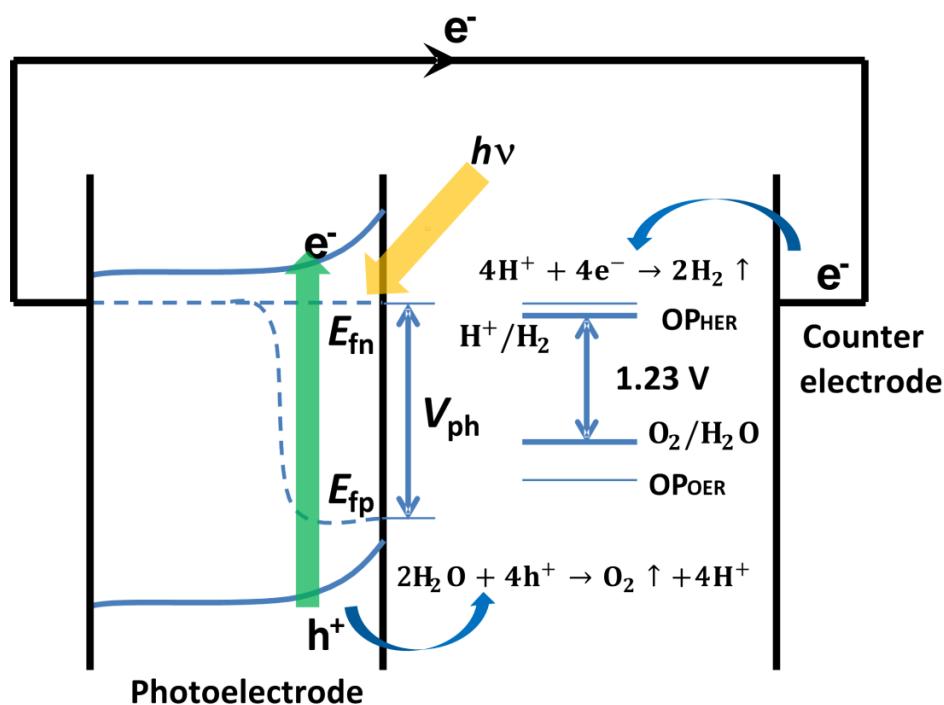 e-
hν
e-
4H⁺ + 4e⁻ → 2H₂ ↑
e-
Efn
H⁺/H₂
OPHER
Counter
electrode
1.23 V
Vph
O₂/H₂O
Efp
OPOER
2H₂O + 4h⁺ → O₂ ↑ +4H⁺
h⁺
Photoelectrode